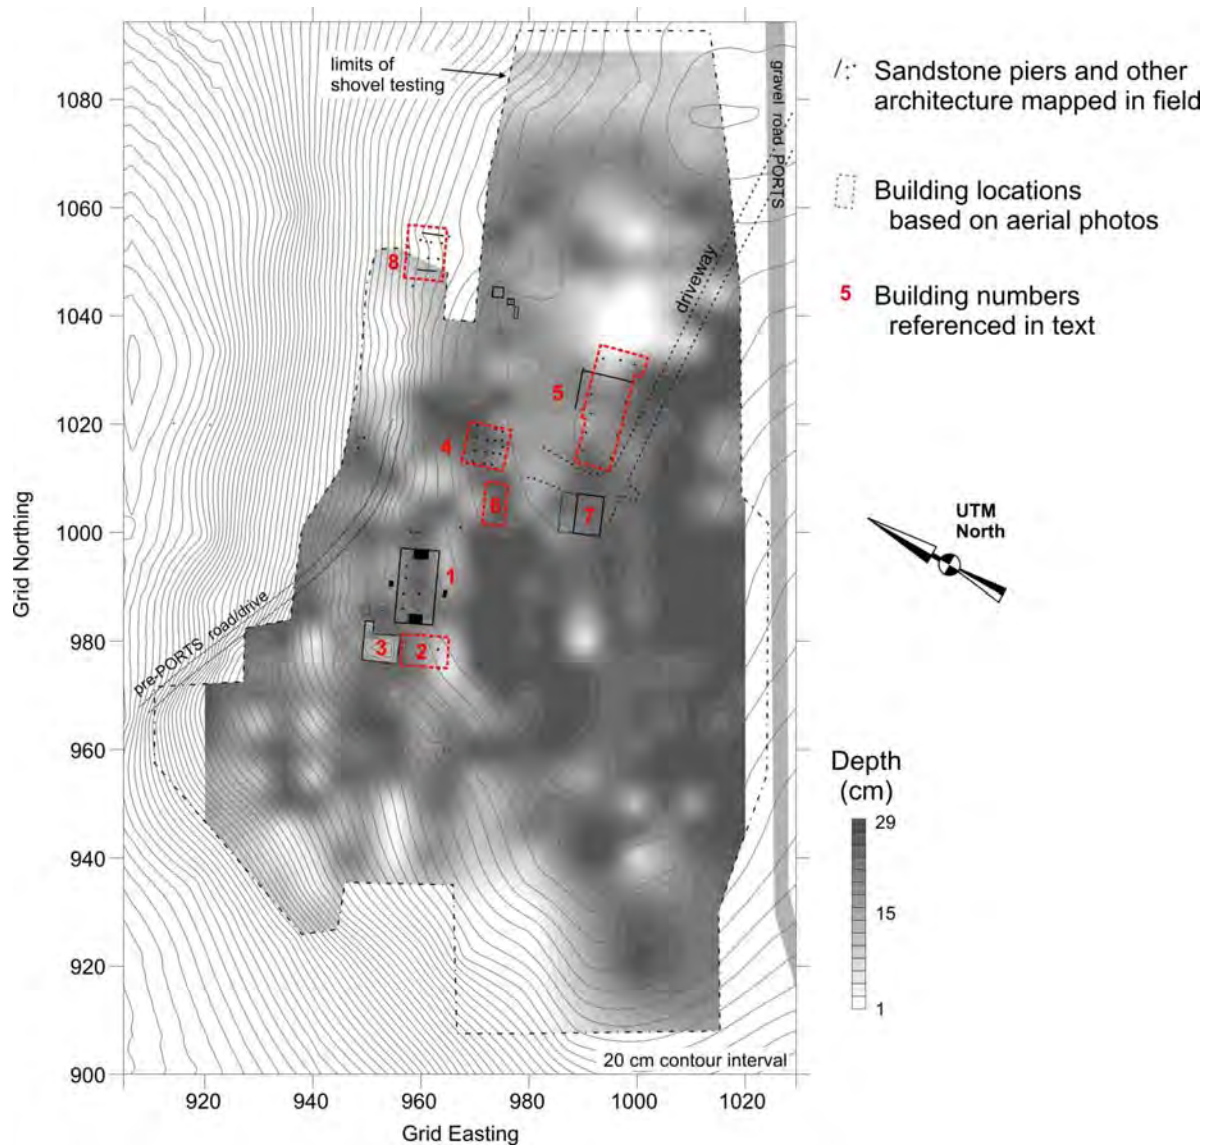 limits of
shovel testing
gravel road PORTS
driveway
pre-PORTS road/drive
8
5
4
6
7
1
3
2
20 cm contour interval
1080
1060
1040
1020
1000
980
960
940
920
900
Grid Northing
920
940
960
980
1000
1020
Grid Easting
Sandstone piers and other
architecture mapped in field
Building locations
based on aerial photos
5 Building numbers
referenced in text
UTM
North
Depth
(cm)
29
15
1